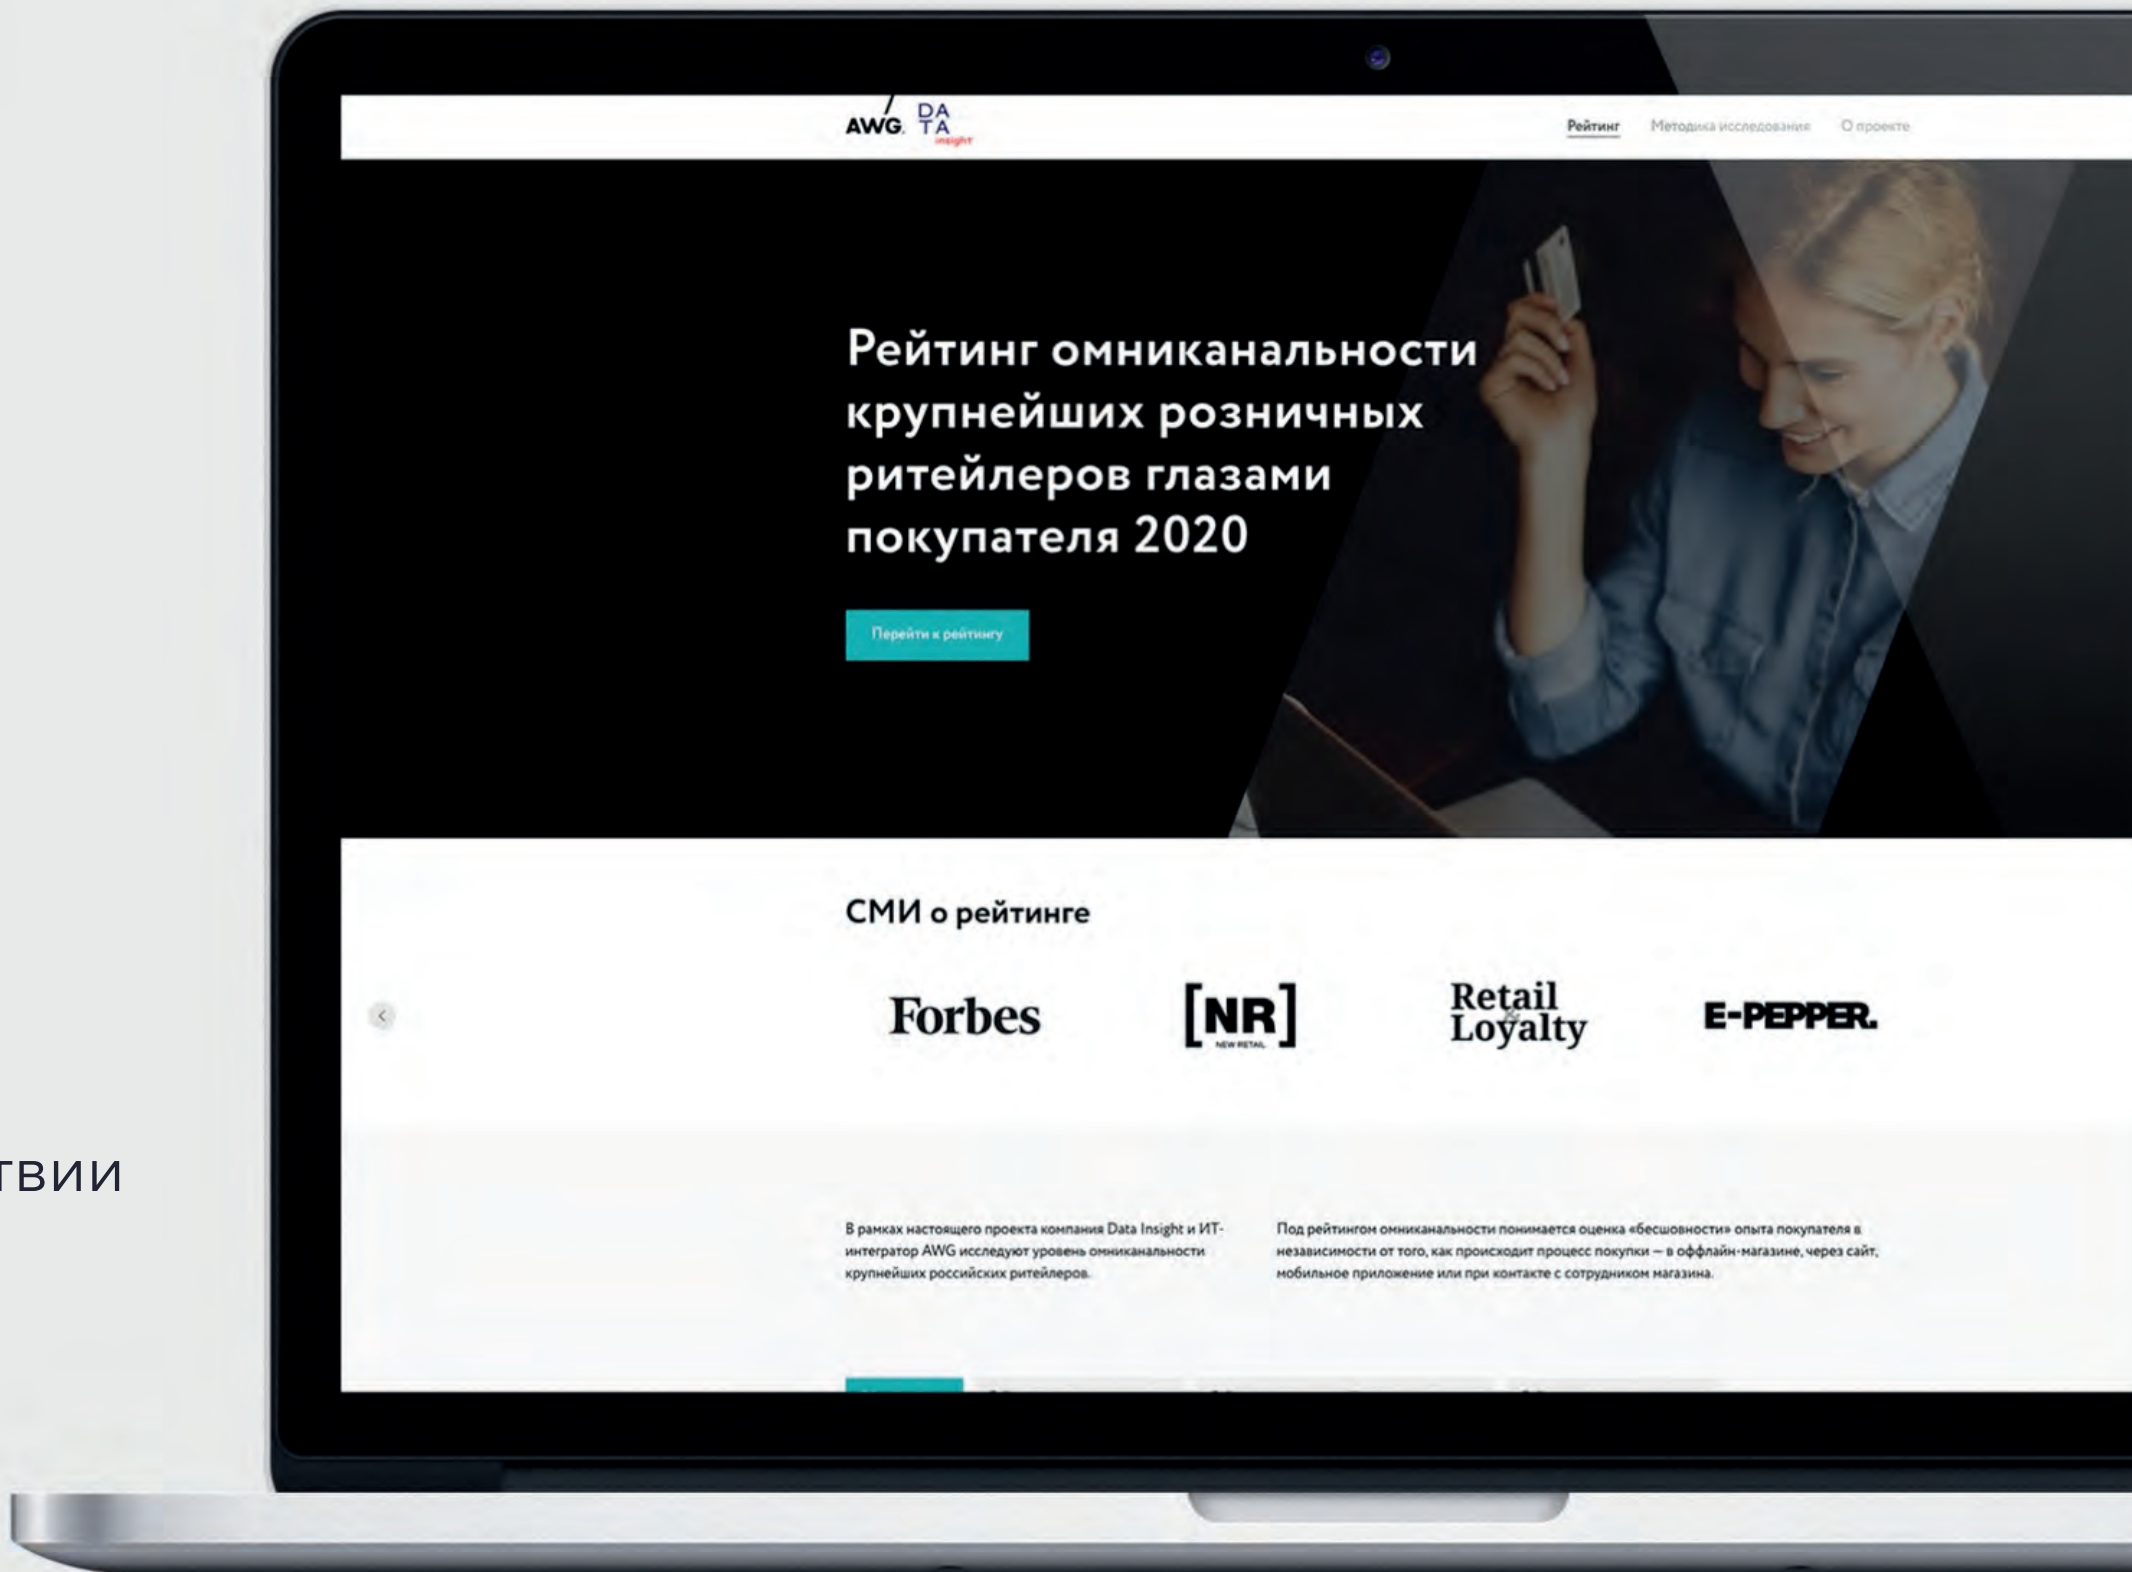 AWG.
DATA
insight
Рейтинг
Методика исследования
О проекте
Рейтинг омниканальности
крупнейших розничных
ритейлеров глазами
покупателя 2020
Перейти к рейтингу
СМИ о рейтинге
Forbes
[NR]
NEW RETAIL
Retail
& Loyalty
E-PEPPER.
ТВИИ
В рамках настоящего проекта компания Data Insight и ИТ-
интегратор AWG исследуют уровень омниканальности
крупнейших российских ритейлеров.
Под рейтингом омниканальности понимается оценка «бесшовности» опыта покупателя в
независимости от того, как происходит процесс покупки — в оффлайн-магазине, через сайт,
мобильное приложение или при контакте с сотрудником магазина.